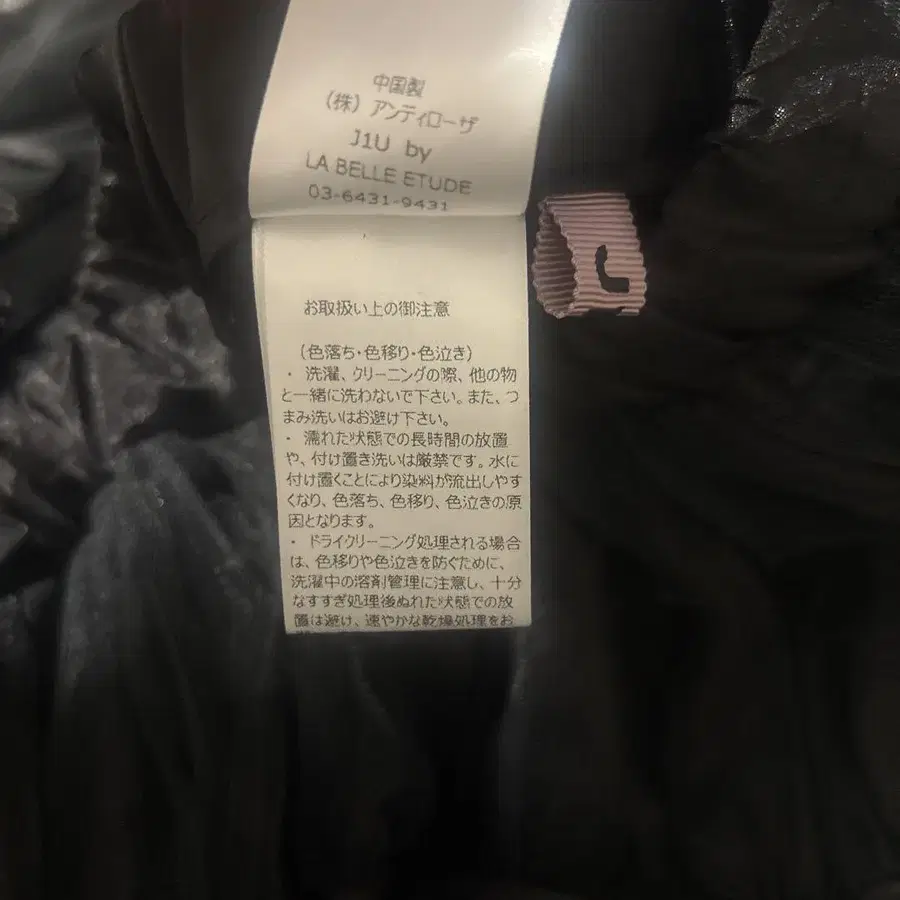 中国製
(株) アンティローザ
J1U by
LA BELLE ETUDE
03-6431-9431
お取扱い上の御注意
(色落ち・色移り・色泣き)
・ 洗濯、クリーニングの際、他の物
と一緒に洗わないで下さい。また、つ
まみ洗いはお避け下さい。
・ 濡れた状態での長時間の放置
や、付け置き洗いは厳禁です。水に
付け置くことにより染料が流出しやす
くなり、色落ち、色移り、色泣きの原
因となります。
・ ドライクリーニング処理される場合
は、色移りや色泣きを防ぐために、
洗濯中の溶剤管理に注意し、十分
なすすぎ処理後ぬれた状態での放
置は避け、速やかな乾燥処理をお